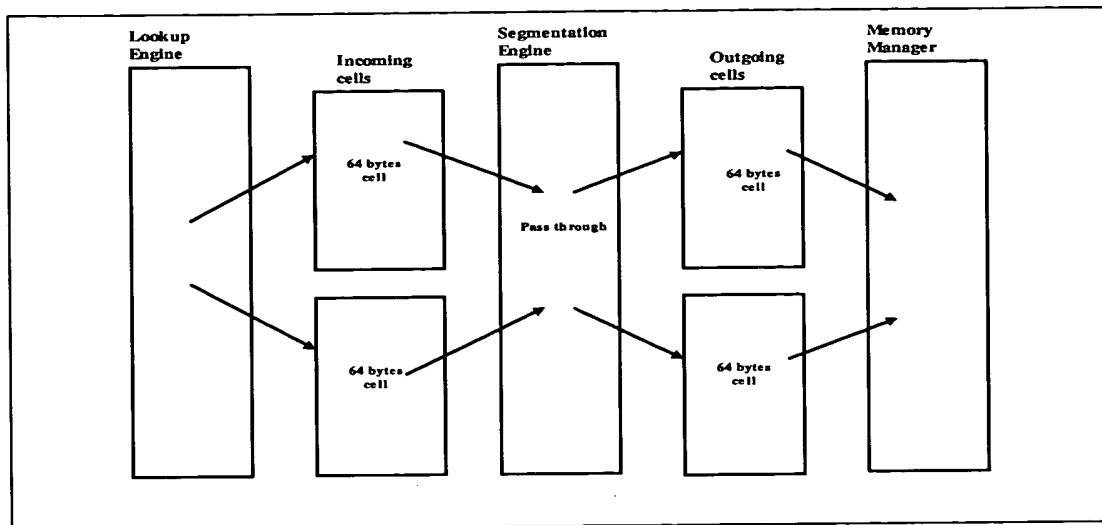 Lookup
Engine
Incoming
cells
Segmentation
Engine
Outgoing
cells
Memory
Manager
64 bytes
cell
Pass through
64 bytes
cell
64 bytes
cell
64 bytes
cell